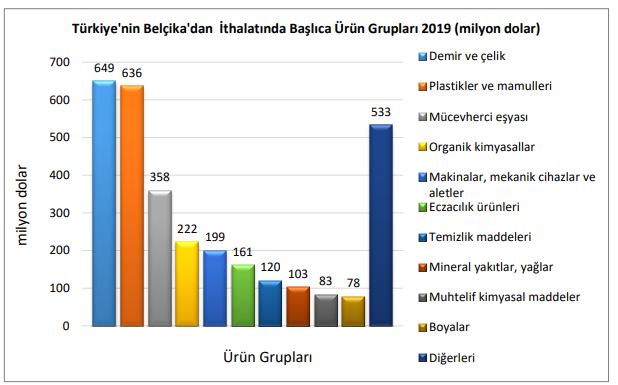 Türkiye'nin Belçika'dan İthalatında Başlıca Ürün Grupları 2019 (milyon dolar)
700
600
500
400
300
200
100
0
milyon dolar
649
636
358
222
199
161
120
103
83
78
533
Ürün Grupları
Demir ve çelik
Plastikler ve mamulleri
Mücevherci eşyası
Organik kimyasallar
Makinalar, mekanik cihazlar ve
aletler
Eczacılık ürünleri
Temizlik maddeleri
Mineral yakıtlar, yağlar
Muhtelif kimyasal maddeler
Boyalar
Diğerleri